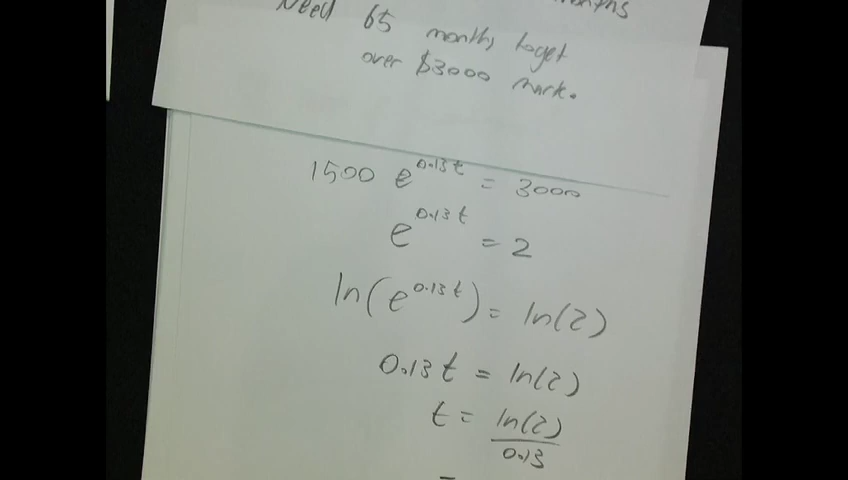 Need 65 months to get
over $3000 mark.
1500 e^0.13t = 3000
e^0.13t = 2
ln(e^0.13t) = ln(2)
0.13t = ln(2)
t = ln(2)/0.13
=